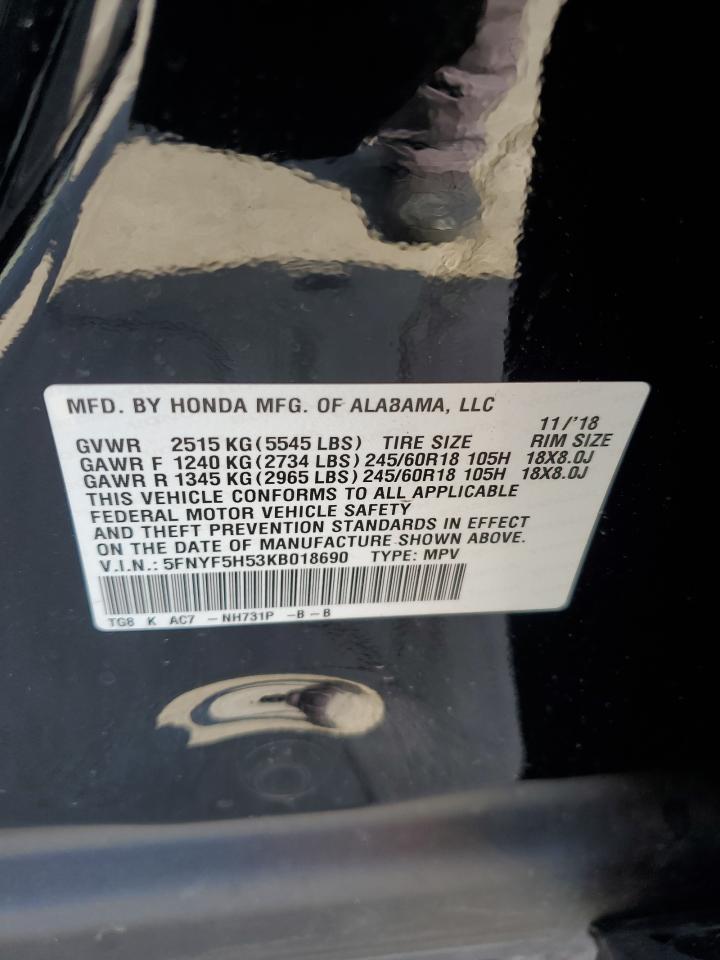 MFD. BY HONDA MFG. OF ALABAMA, LLC
11/'18
GVWR 2515 KG (5545 LBS) TIRE SIZE RIM SIZE
GAWR F 1240 KG (2734 LBS) 245/60R18 105H 18X8.0J
GAWR R 1345 KG (2965 LBS) 245/60R18 105H 18X8.0J
THIS VEHICLE CONFORMS TO ALL APPLICABLE
FEDERAL MOTOR VEHICLE SAFETY
AND THEFT PREVENTION STANDARDS IN EFFECT
ON THE DATE OF MANUFACTURE SHOWN ABOVE.
V.I.N.: 5FNYF5H53KB018690 TYPE: MPV
TG8 K AC7 - NH731P -B-B